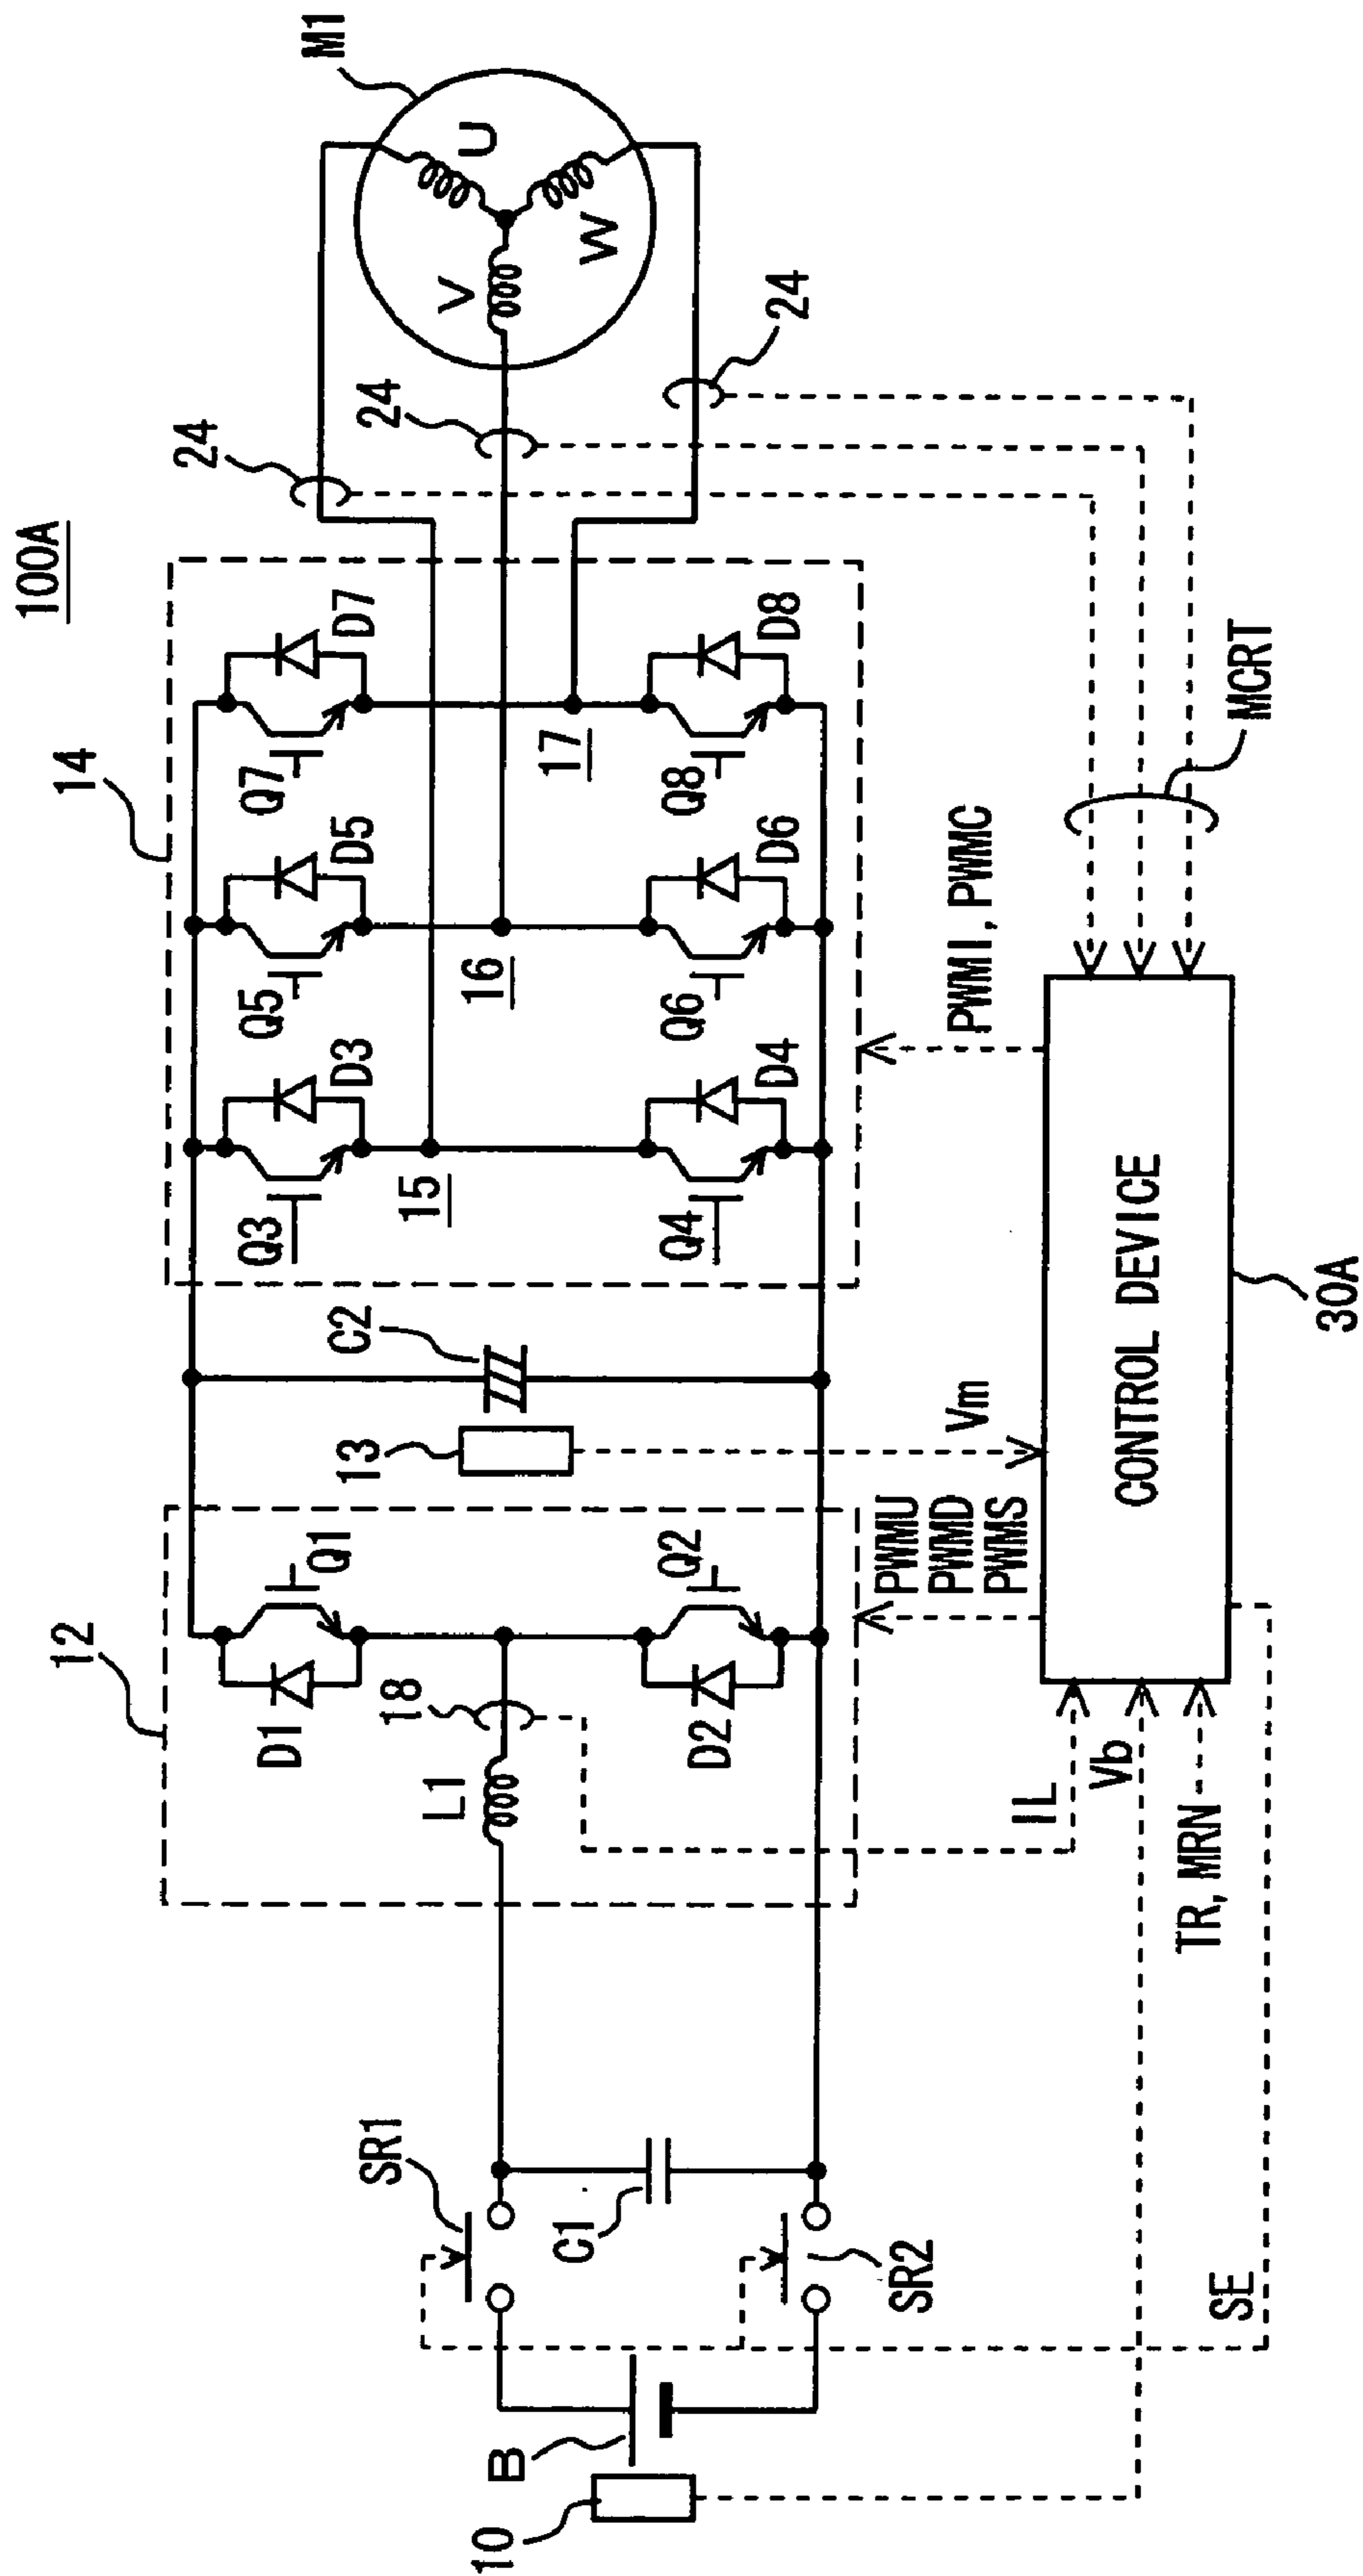 100A
12
14
M1
D1
Q1
D2
Q2
L1
18
13
C2
Q3
D3
Q5
D5
Q7
D7
15
16
17
Q4
D4
Q6
D6
Q8
D8
24
24
24
U
V
W
SR1
C1
SR2
B
10
IL
Vb
TR, MRN
SE
PWMU
PWMD
PWMS
Vm
PWMI, PWMC
MCRT
CONTROL DEVICE
30A